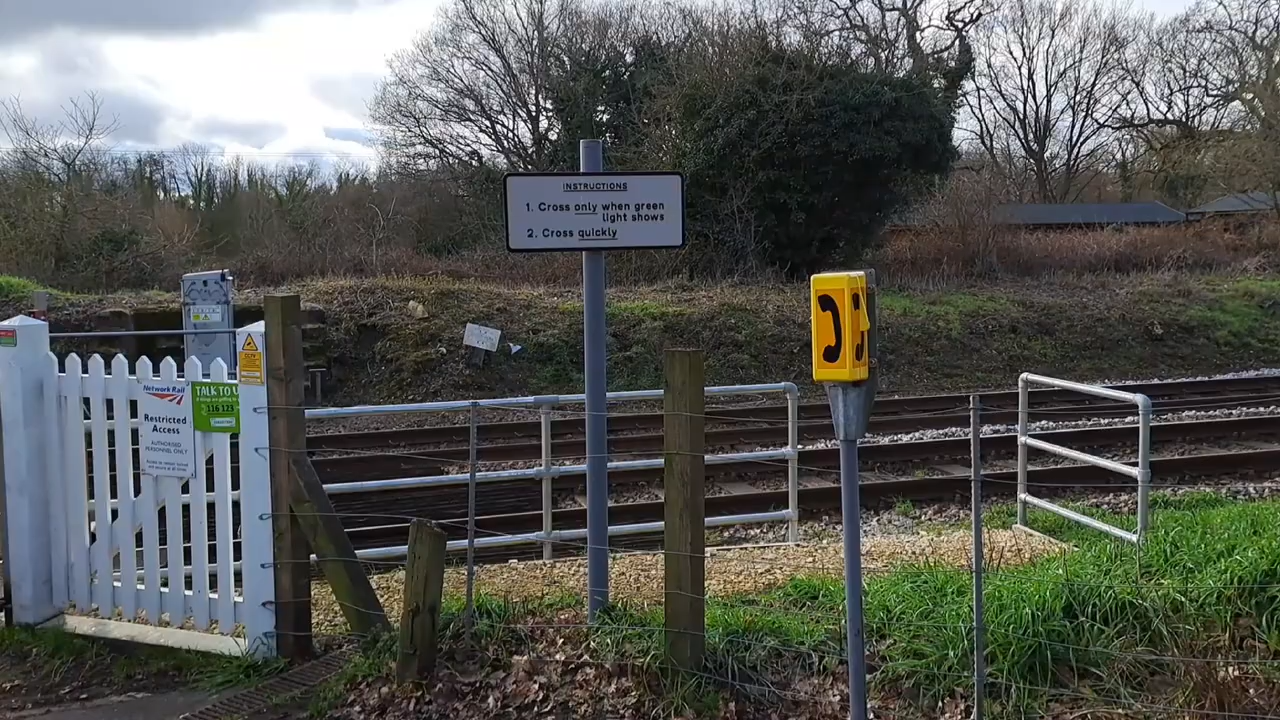 INSTRUCTIONS
1. Cross only when green
light shows
2. Cross quickly
Network Rail
Restricted
Access
AUTHORISED
PERSONNEL ONLY
TALK TO U
116 123
CCTV